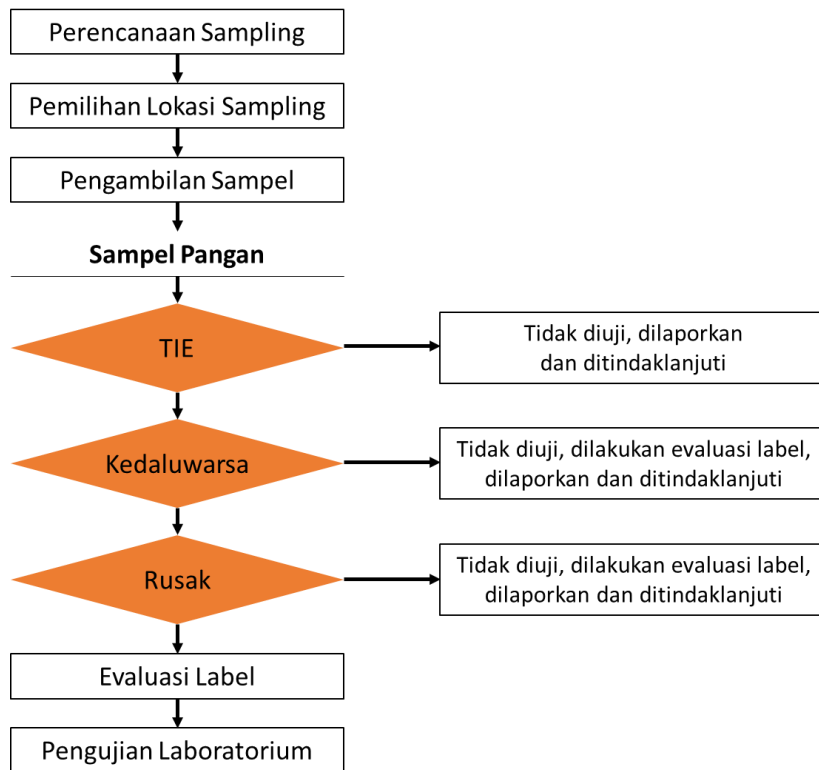 Perencanaan Sampling
Pemilihan Lokasi Sampling
Pengambilan Sampel
Sampel Pangan
TIE
Tidak diuji, dilaporkan
dan ditindaklanjuti
Kedaluwarsa
Tidak diuji, dilakukan evaluasi label,
dilaporkan dan ditindaklanjuti
Rusak
Tidak diuji, dilakukan evaluasi label,
dilaporkan dan ditindaklanjuti
Evaluasi Label
Pengujian Laboratorium